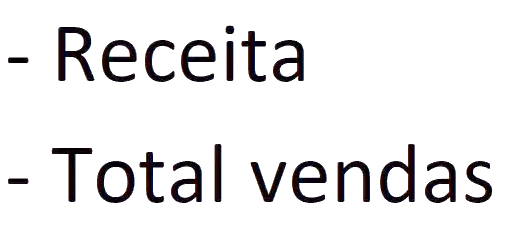 - Receita
- Total vendas